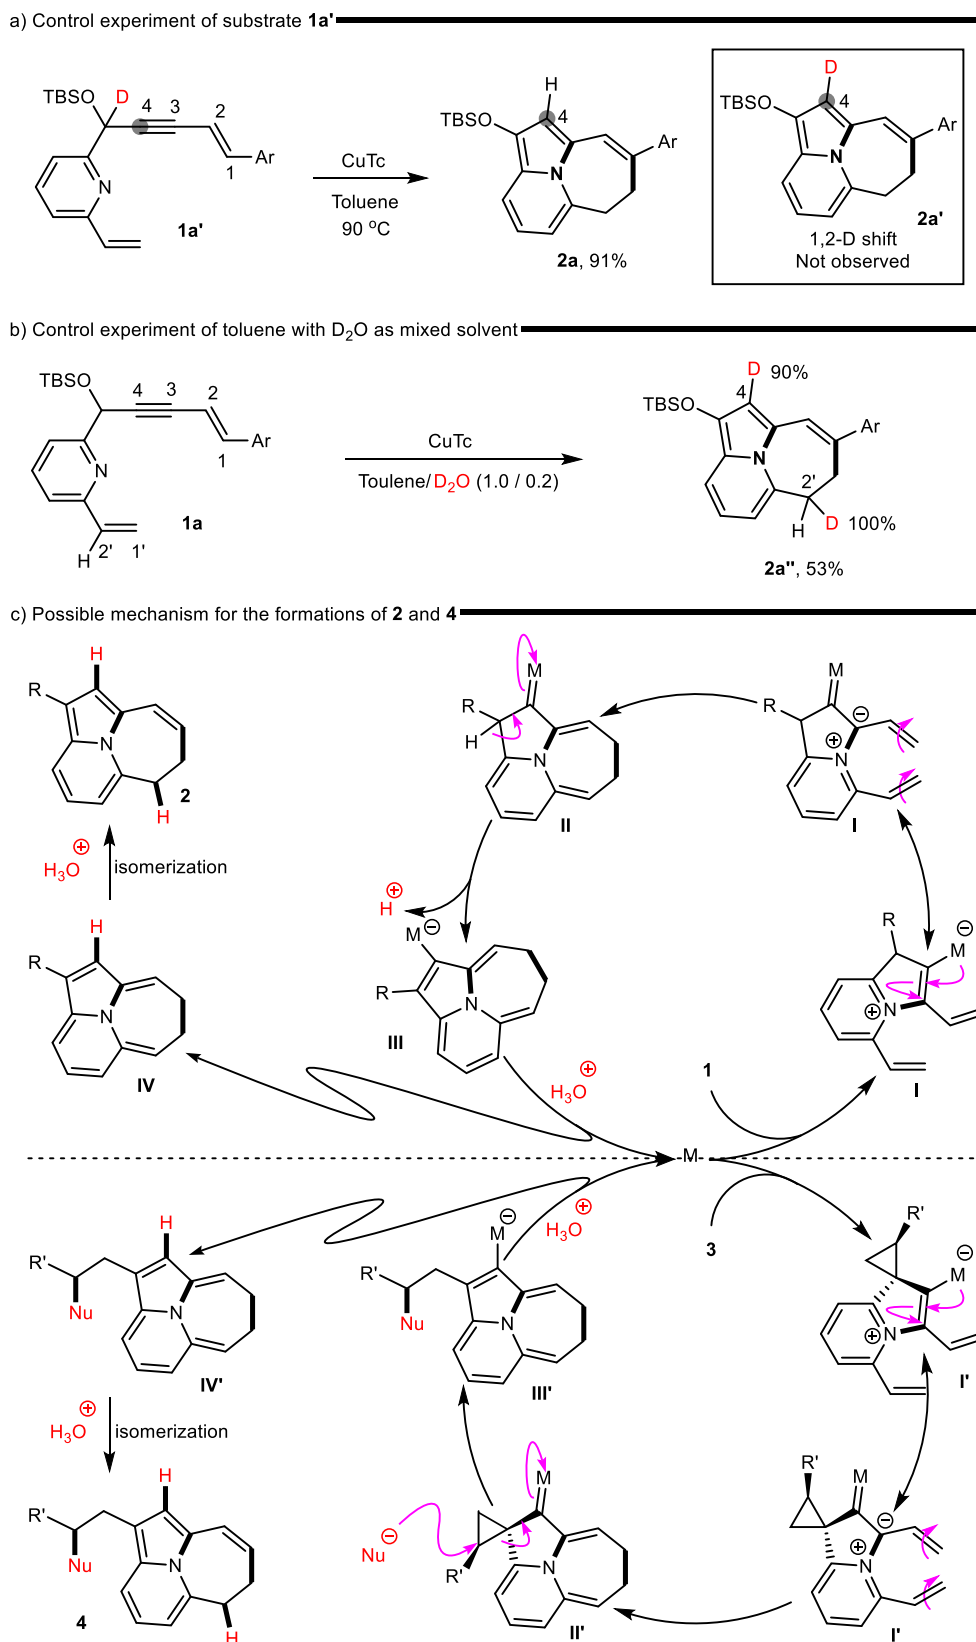 a) Control experiment of substrate 1a'
TBSO D
4 3 2
N
1 Ar
1a'
CuTc
Toluene
90 °C
H
TBSO 4
Ar
N
2a, 91%
D
TBSO 4
Ar
N
2a'
1,2-D shift
Not observed
b) Control experiment of toluene with D2O as mixed solvent
TBSO
4 3 2
N
1 Ar
1a
H 2' 1'
CuTc
Toulene/D2O (1.0 / 0.2)
D 90%
4
TBSO
Ar
N
2'
H D 100%
2a'', 53%
c) Possible mechanism for the formations of 2 and 4
H
R
N
2
H
⊕
H3O
isomerization
H
R
N
IV
M
R
H
N
II
⊕
H
M ⊖
R
N
III
⊕
H3O
M
R
⊖
⊕
N
I
R
⊖
M
N
⊕
I
1
M
3
H
R'
Nu
N
IV'
⊕
H3O
isomerization
H
R'
Nu
N
4
H
⊕
H3O
⊖
M
R'
Nu
N
III'
M
⊖
Nu
R'
N
II'
R'
⊖
M
N
⊕
I'
R'
M
⊖
⊕
N
I'